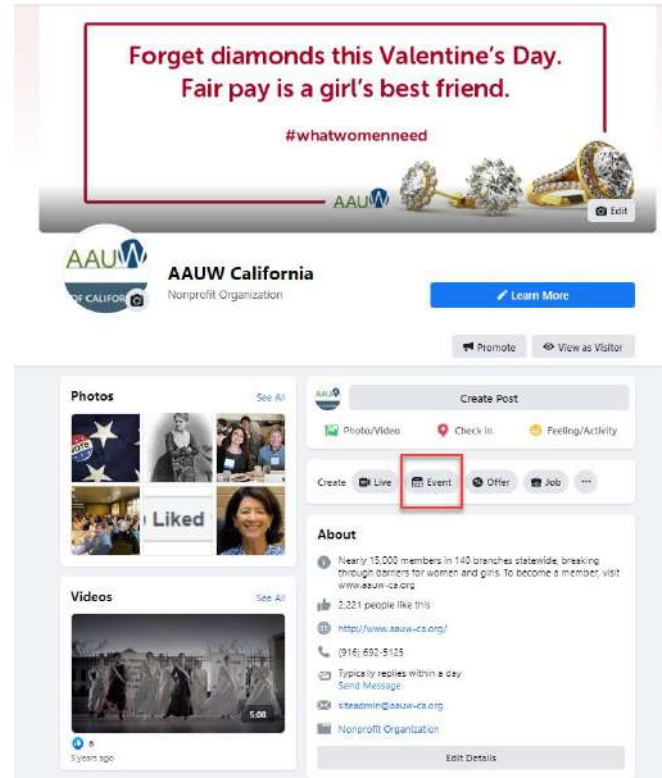 Forget diamonds this Valentine's Day.
Fair pay is a girl's best friend.
#whatwomenneed
AAUW
Edit
AAUW
OF CALIFOR
AAUW California
Nonprofit Organization
Learn More
Promote
View as Visitor
Photos
See All
VOTE
Liked
Videos
See All
5:08
6
5 years ago
AAUW
Create Post
Photo/Video
Check in
Feeling/Activity
Create
Live
Event
Offer
Job
...
About
Nearly 15,000 members in 140 branches statewide, breaking
through barriers for women and girls. To become a member, visit
www.aauw-ca.org
2,221 people like this
http://www.aauw-ca.org/
(916) 692-5125
Typically replies within a day
Send Message
siteadmin@aauw-ca.org
Nonprofit Organization
Edit Details